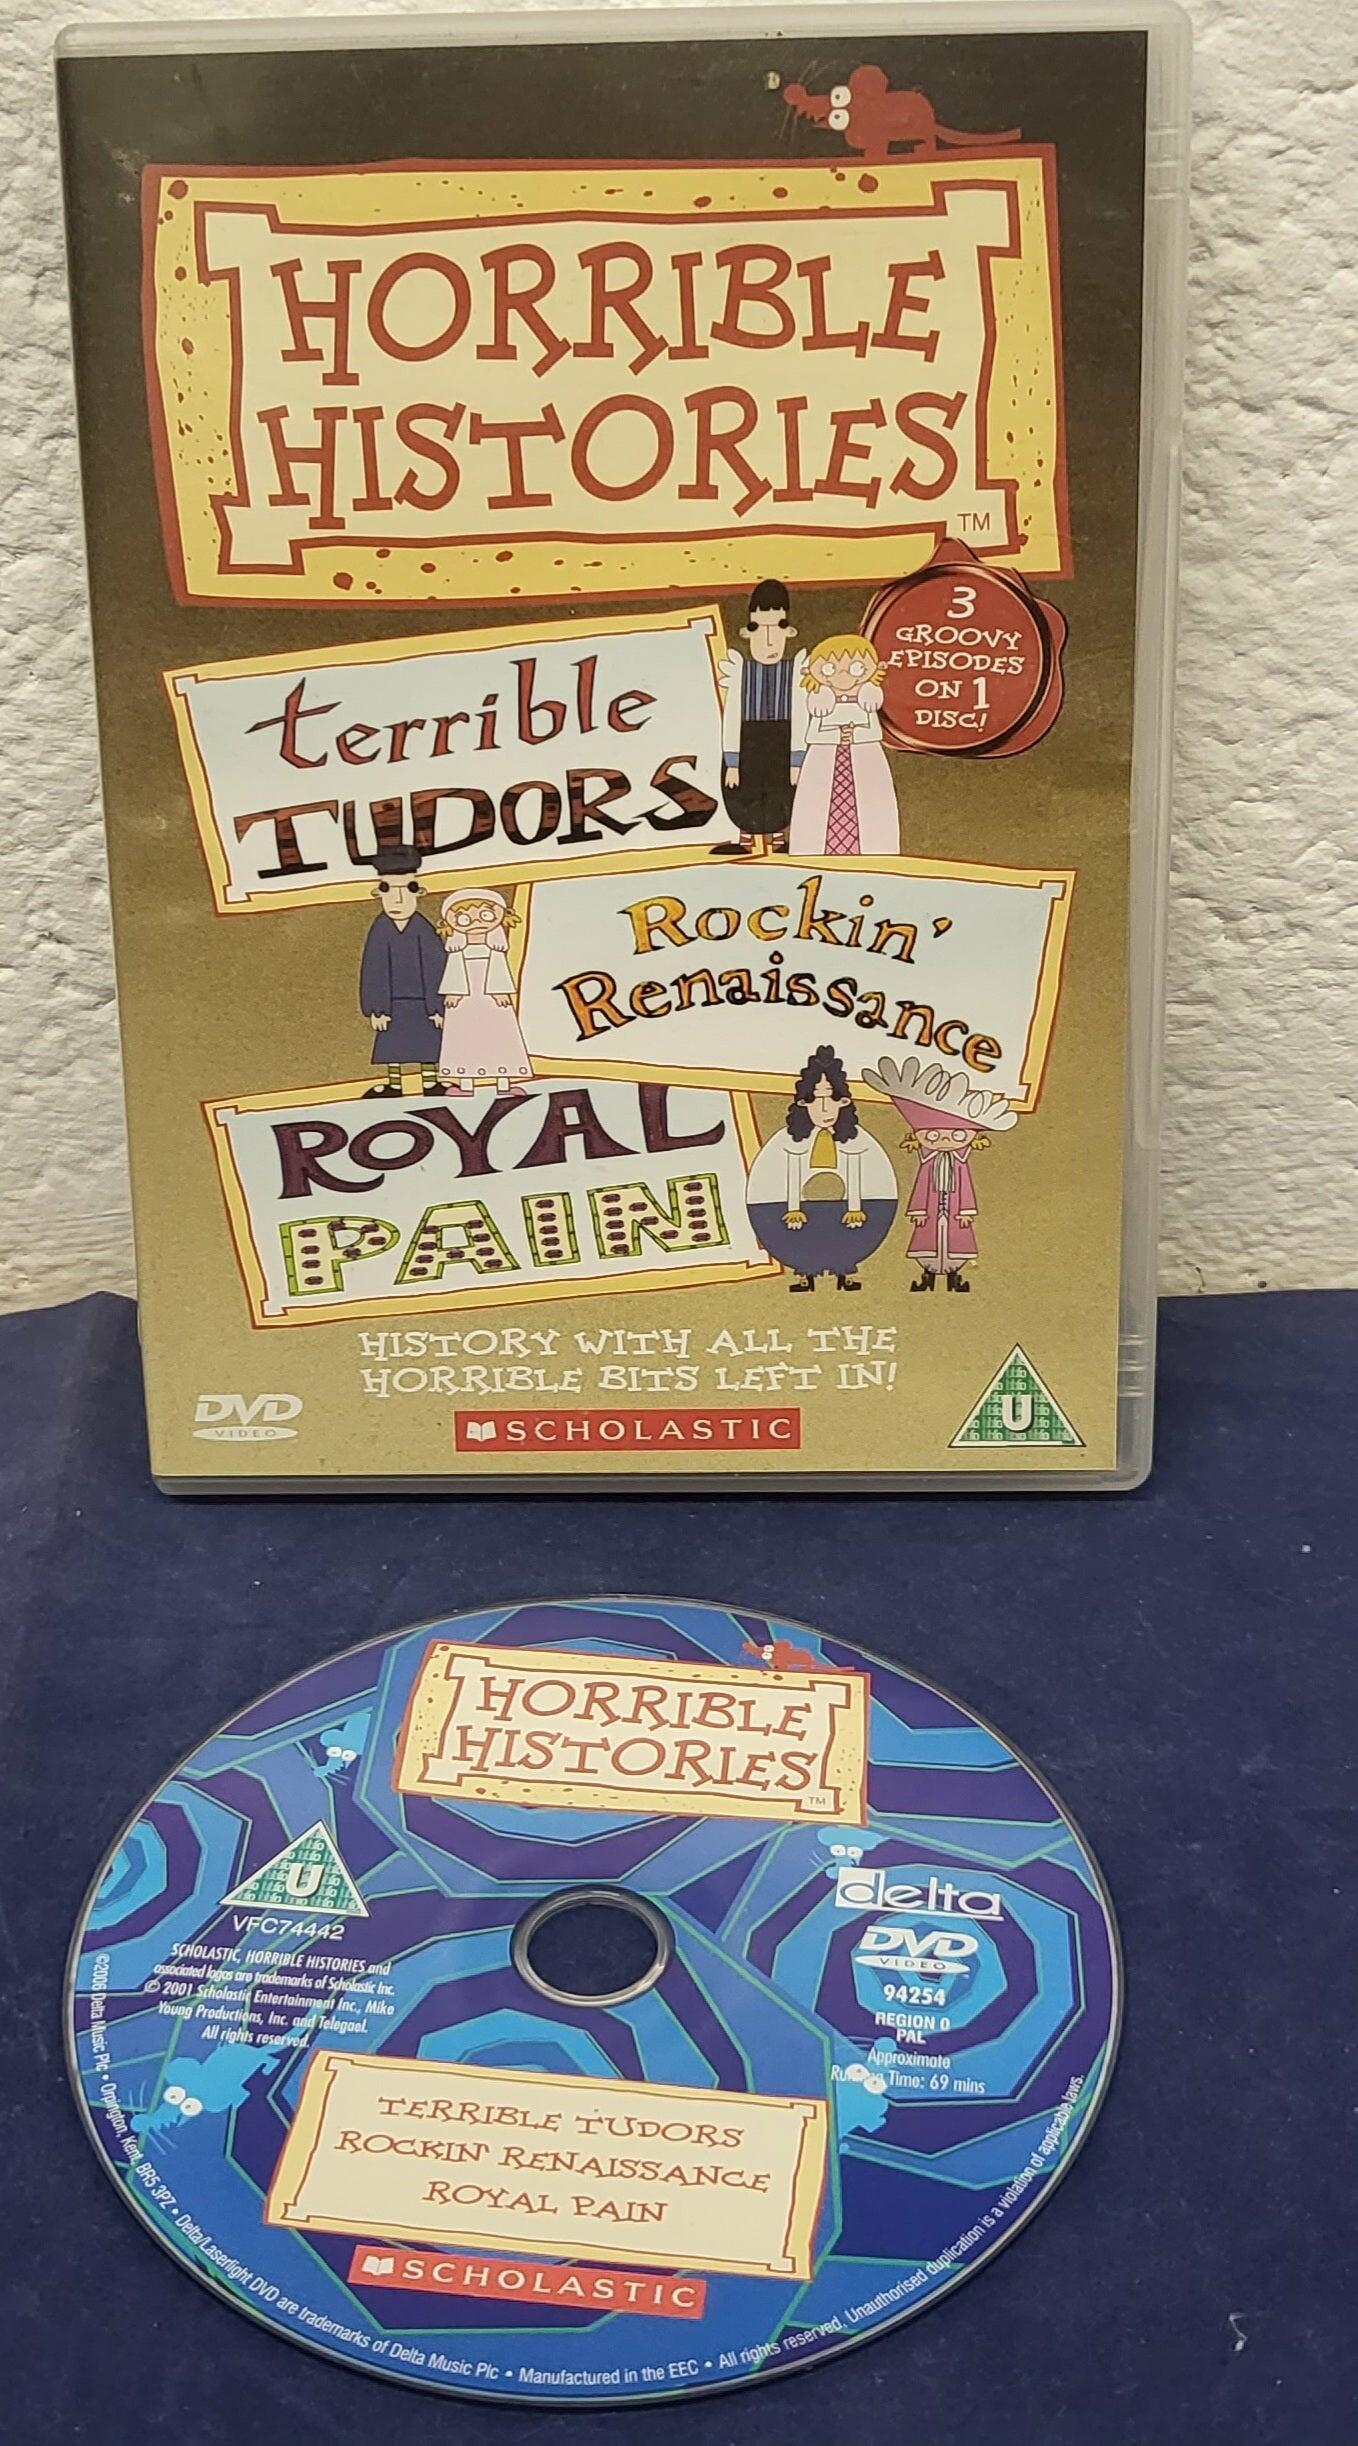 HORRIBLE
HISTORIES
TM
3
GROOVY
EPISODES
ON 1
DISC!
terrible
TUDORS
Rockin'
Renaissance
ROYAL
PAIN
HISTORY WITH ALL THE
HORRIBLE BITS LEFT IN!
DVD
VIDEO
SCHOLASTIC
U
HORRIBLE
HISTORIES
TM
U
VFC74442
SCHOLASTIC, HORRIBLE HISTORIES and
associated logos are trademarks of Scholastic Inc.
© 2001 Scholastic Entertainment Inc., Mike
Young Productions, Inc. and Telegael.
All rights reserved.
delta
DVD
VIDEO
94254
REGION 0
PAL
Approximate
Running Time: 69 mins
TERRIBLE TUDORS
ROCKIN' RENAISSANCE
ROYAL PAIN
SCHOLASTIC
©2006 Delta Music Plc • Orpington, Kent, BR5 3PZ • Delta/Laserlight DVD are trademarks of Delta Music Plc • Manufactured in the EEC • All rights reserved. Unauthorised duplication is a violation of applicable laws.